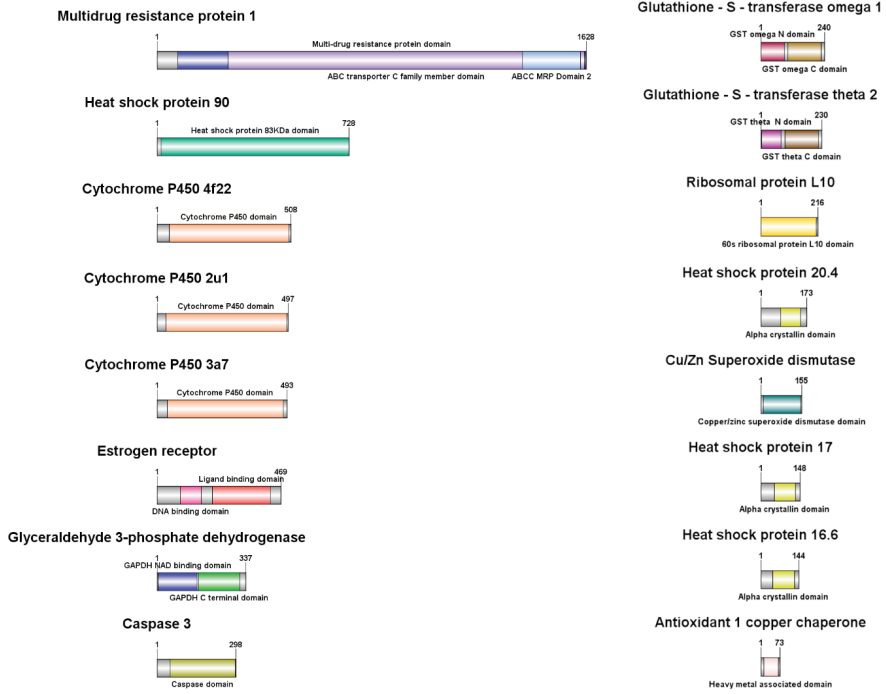 Multidrug resistance protein 1
1 1628
Multi-drug resistance protein domain
ABC transporter C family member domain ABCC MRP Domain 2
Heat shock protein 90
1 728
Heat shock protein 83KDa domain
Cytochrome P450 4f22
1 508
Cytochrome P450 domain
Cytochrome P450 2u1
1 497
Cytochrome P450 domain
Cytochrome P450 3a7
1 493
Cytochrome P450 domain
Estrogen receptor
1 469
Ligand binding domain
DNA binding domain
Glyceraldehyde 3-phosphate dehydrogenase
1 337
GAPDH NAD binding domain
GAPDH C terminal domain
Caspase 3
1 298
Caspase domain
Glutathione - S - transferase omega 1
1 240
GST omega N domain
GST omega C domain
Glutathione - S - transferase theta 2
1 230
GST theta N domain
GST theta C domain
Ribosomal protein L10
1 216
60s ribosomal protein L10 domain
Heat shock protein 20.4
1 173
Alpha crystallin domain
Cu/Zn Superoxide dismutase
1 155
Copper/zinc superoxide dismutase domain
Heat shock protein 17
1 148
Alpha crystallin domain
Heat shock protein 16.6
1 144
Alpha crystallin domain
Antioxidant 1 copper chaperone
1 73
Heavy metal associated domain